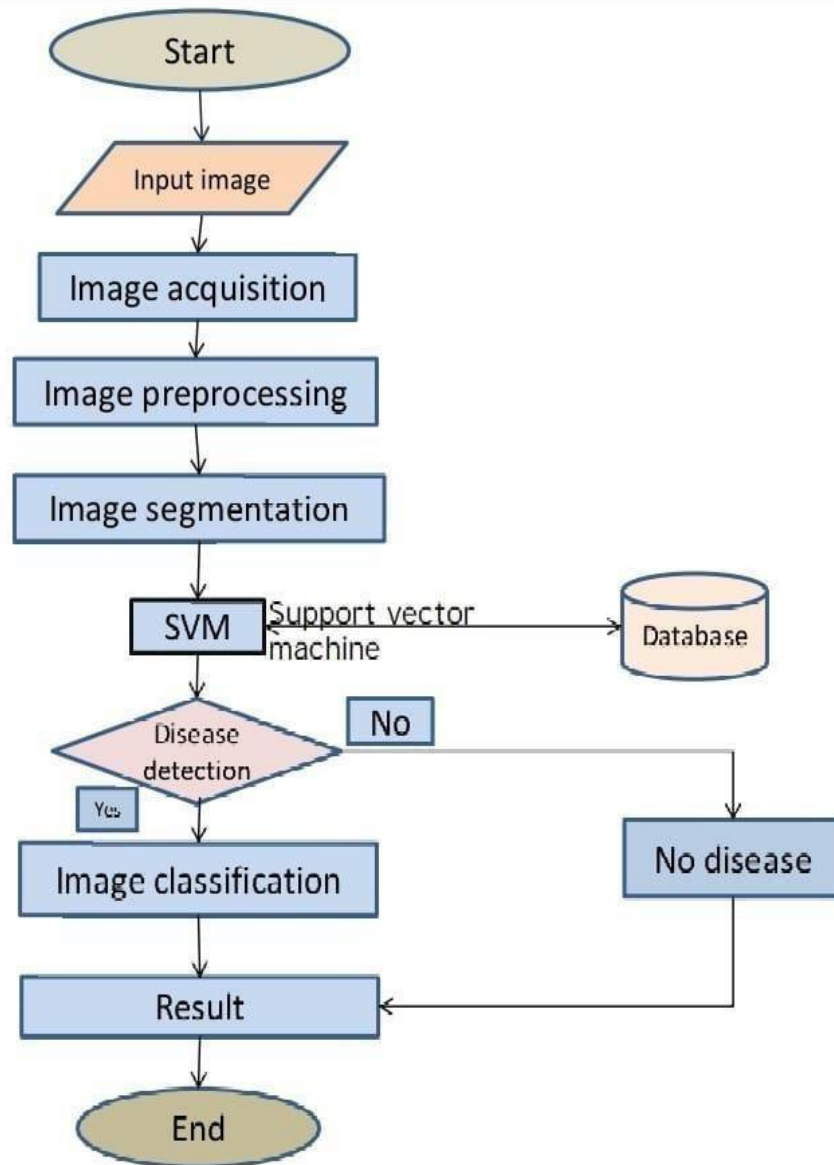 Start
Input image
Image acquisition
Image preprocessing
Image segmentation
SVM
Support vector
machine
Database
Disease
detection
No
Yes
Image classification
No disease
Result
End